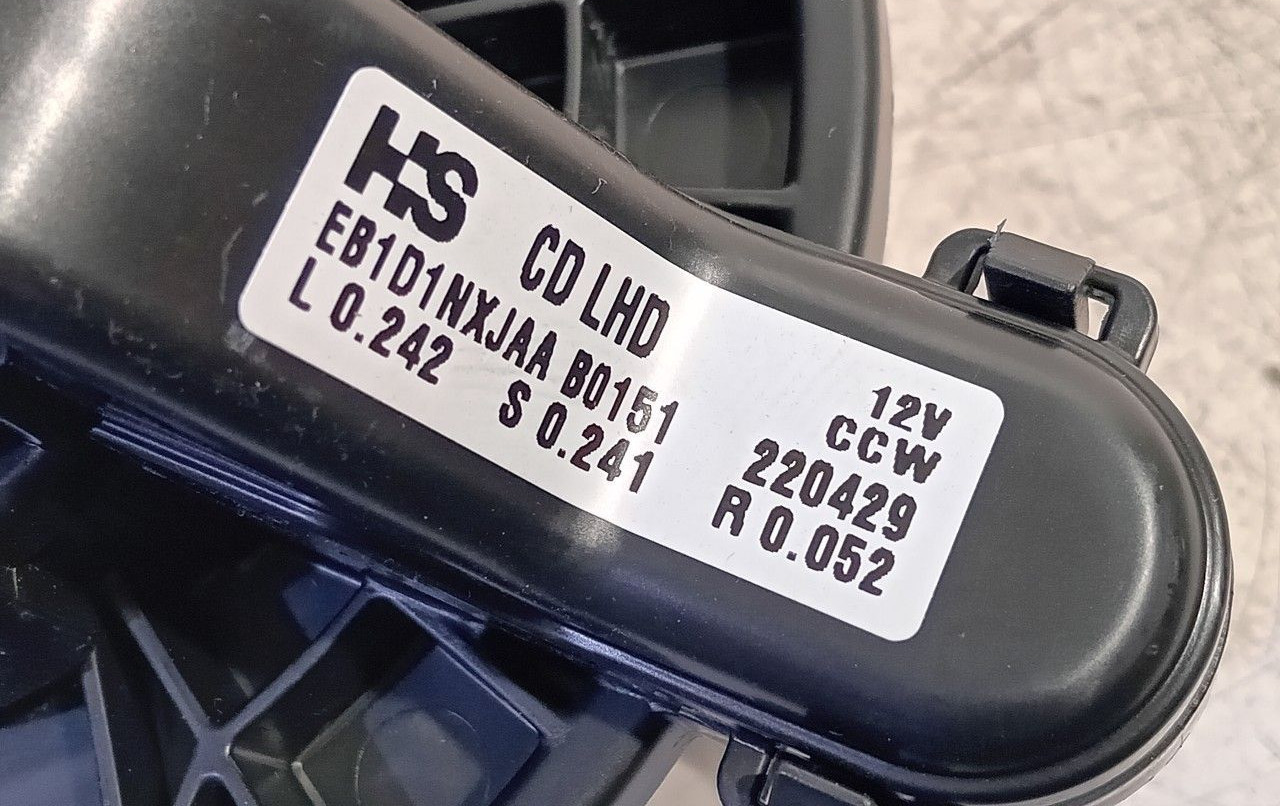 HS CD LHD 12V
EB1D1NXJAA B0151 CCW
L 0.242 S 0.241 220429
R 0.052